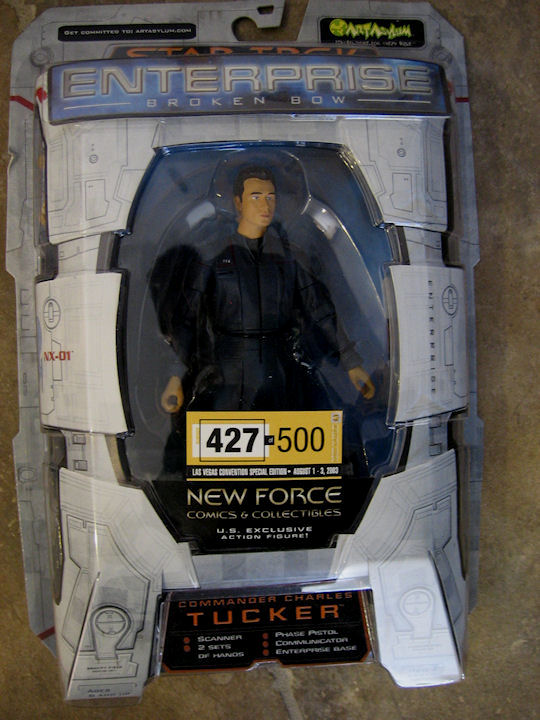 GET COMMITTED TO: ARTASYLUM.COM
ARTASYLUM
STAR TREK
ENTERPRISE
BROKEN BOW
NX-01
ENTERPRISE
427 of 500
LAS VEGAS CONVENTION SPECIAL EDITION • AUGUST 1 - 3, 2003
NEW FORCE
COMICS & COLLECTIBLES
U.S. EXCLUSIVE
ACTION FIGURE!
COMMANDER CHARLES
TUCKER™
• SCANNER
• 2 SETS
OF HANDS
• PHASE PISTOL
• COMMUNICATOR
• ENTERPRISE BASE
AGES